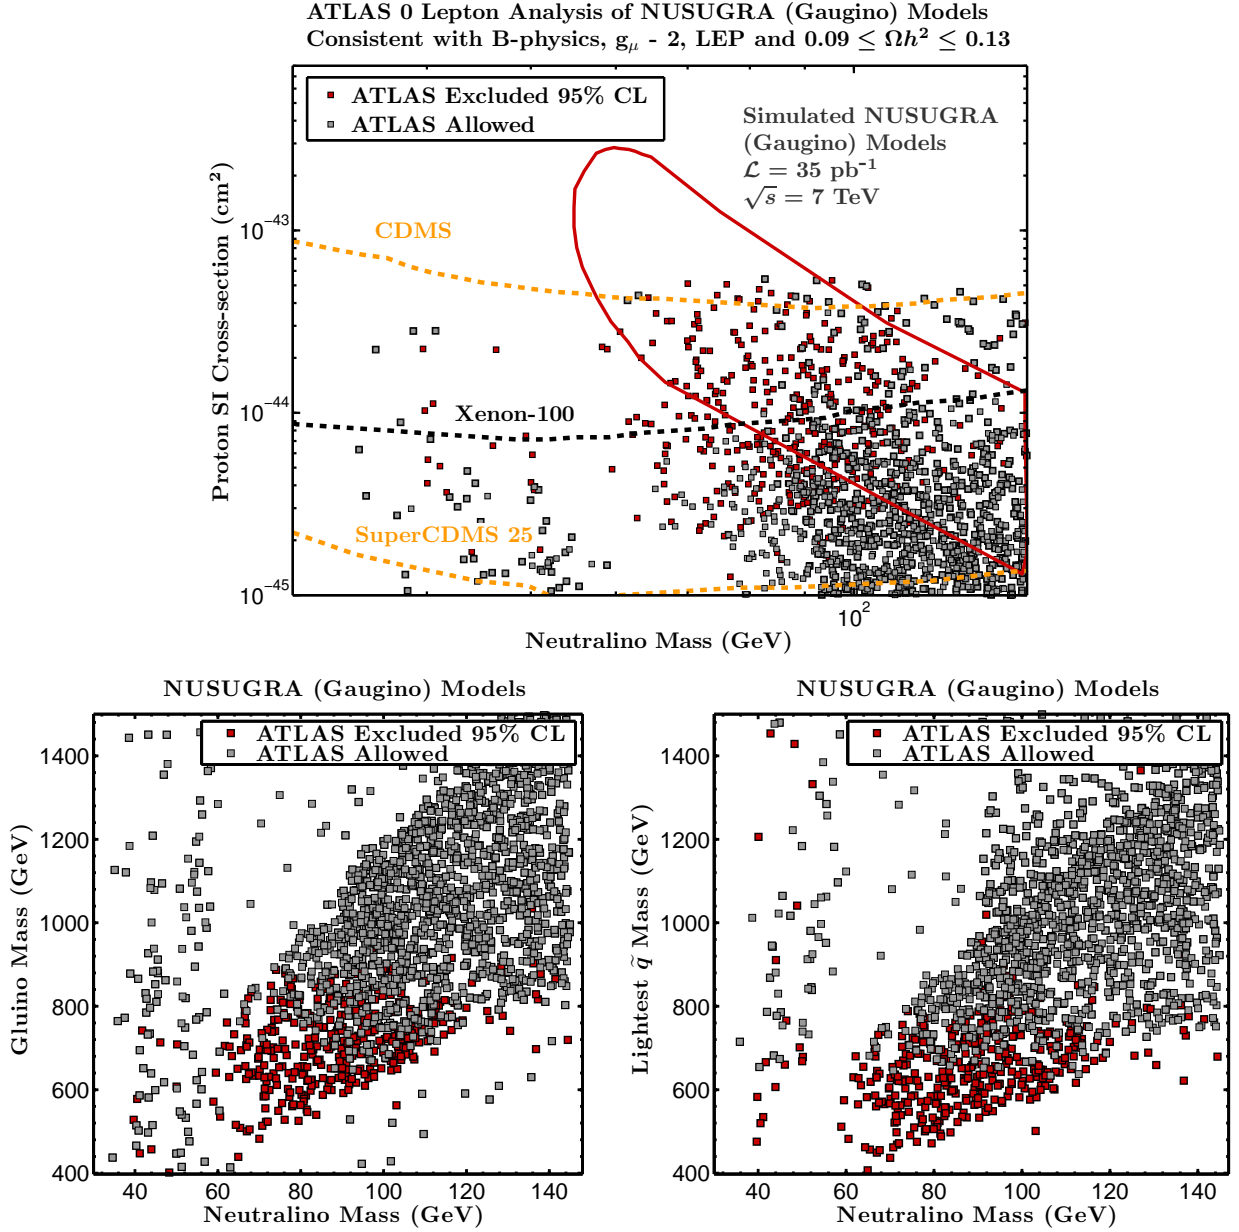 ATLAS 0 Lepton Analysis of NUSUGRA (Gaugino) Models
Consistent with B-physics, g_μ - 2, LEP and 0.09 ≤ Ωh² ≤ 0.13
ATLAS Excluded 95% CL
ATLAS Allowed
Simulated NUSUGRA
(Gaugino) Models
ℒ = 35 pb⁻¹
√s = 7 TeV
CDMS
Xenon-100
SuperCDMS 25
Proton SI Cross-section (cm²)
10⁻⁴³
10⁻⁴⁴
10⁻⁴⁵
10²
Neutralino Mass (GeV)
NUSUGRA (Gaugino) Models
ATLAS Excluded 95% CL
ATLAS Allowed
Gluino Mass (GeV)
1400
1200
1000
800
600
400
40 60 80 100 120 140
Neutralino Mass (GeV)
NUSUGRA (Gaugino) Models
ATLAS Excluded 95% CL
ATLAS Allowed
Lightest q̃ Mass (GeV)
1400
1200
1000
800
600
400
40 60 80 100 120 140
Neutralino Mass (GeV)